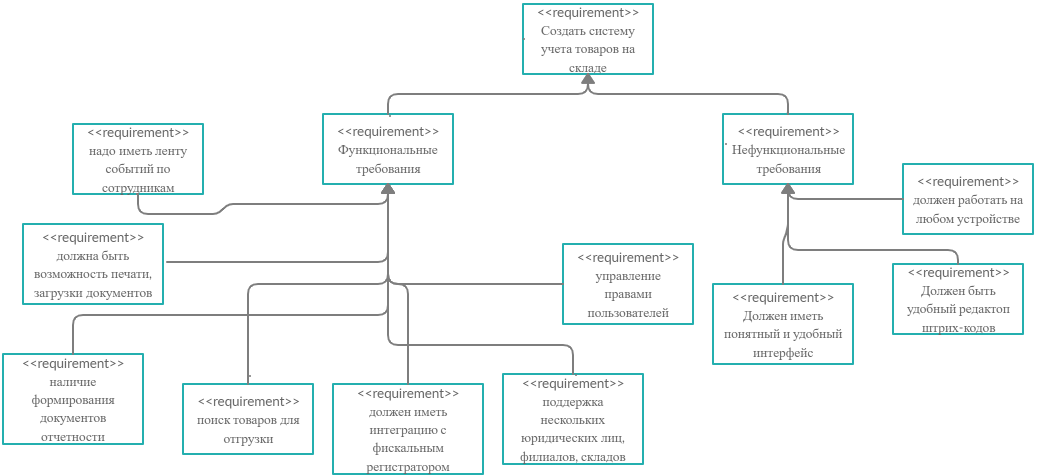 <<requirement>>
Создать систему
учета товаров на
складе
<<requirement>>
надо иметь ленту
событий по
сотрудникам
<<requirement>>
Функциональные
требования
<<requirement>>
Нефункциональные
требования
<<requirement>>
должен работать на
любом устройстве
<<requirement>>
должна быть
возможность печати,
загрузки документов
<<requirement>>
управление
правами
пользователей
<<requirement>>
Должен иметь
понятный и удобный
интерфейс
<<requirement>>
Должен быть
удобный редактоп
штрих-кодов
<<requirement>>
наличие
формирования
документов
отчетности
<<requirement>>
поиск товаров для
отгрузки
<<requirement>>
должен иметь
интеграцию с
фискальным
регистратором
<<requirement>>
поддержка
нескольких
юридических лиц,
филиалов, складов